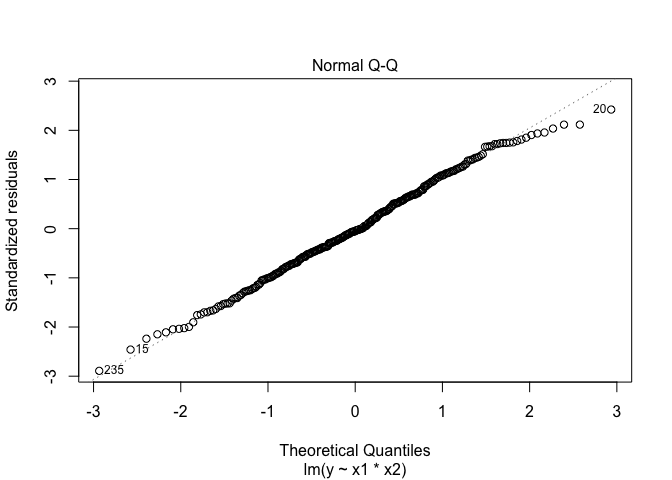 Normal Q-Q
Standardized residuals
3
2
1
0
-1
-2
-3
20
15
235
-3 -2 -1 0 1 2 3
Theoretical Quantiles
lm(y ~ x1 * x2)